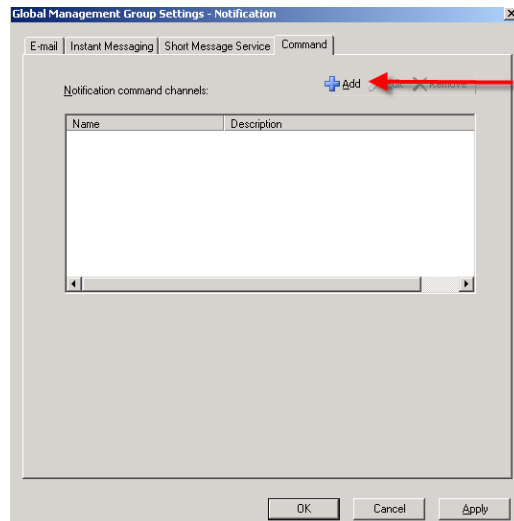 Global Management Group Settings - Notification
E-mail Instant Messaging Short Message Service Command
Notification command channels: Add Remove
Name Description
OK Cancel Apply